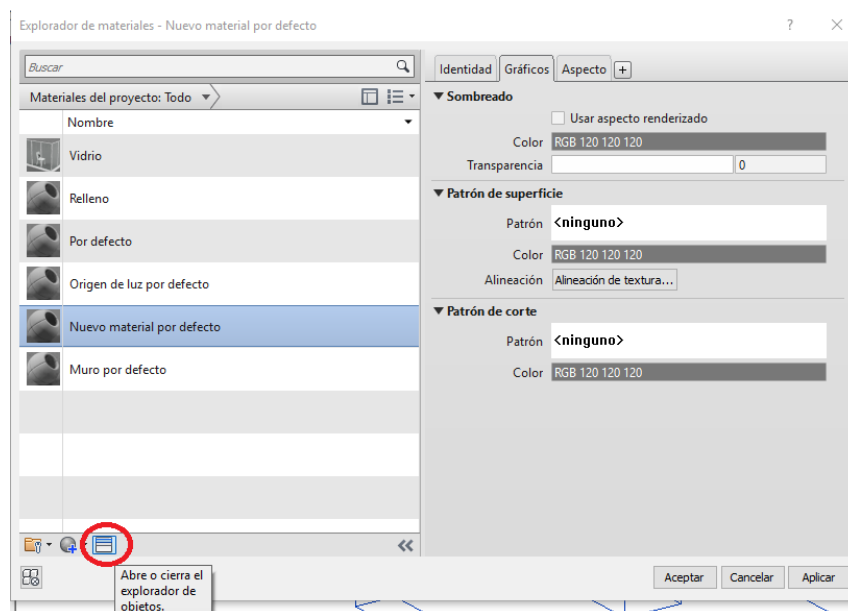 Explorador de materiales - Nuevo material por defecto
?
Buscar
Materiales del proyecto: Todo
Nombre
Vidrio
Relleno
Por defecto
Origen de luz por defecto
Nuevo material por defecto
Muro por defecto
Abre o cierra el
explorador de
objetos.
Identidad Gráficos Aspecto
Sombreado
Usar aspecto renderizado
Color RGB 120 120 120
Transparencia 0
Patrón de superficie
Patrón <ninguno>
Color RGB 120 120 120
Alineación Alineación de textura...
Patrón de corte
Patrón <ninguno>
Color RGB 120 120 120
Aceptar Cancelar Aplicar